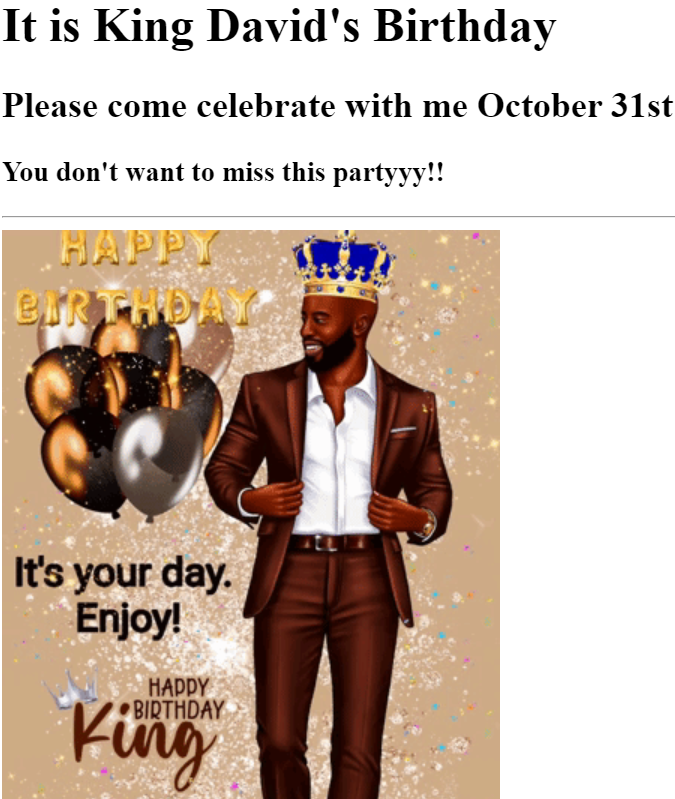 It is King David's Birthday
Please come celebrate with me October 31st
You don't want to miss this partyyy!!
HAPPY
BIRTHDAY
It's your day.
Enjoy!
HAPPY
BIRTHDAY
King